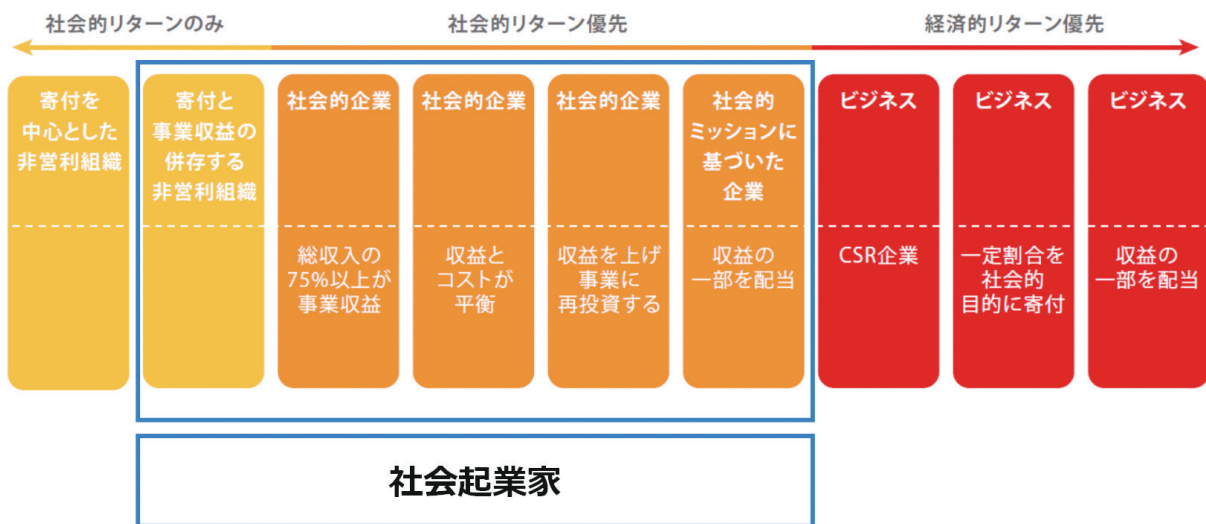 社会的リターンのみ
社会的リターン優先
経済的リターン優先
寄付を
中心とした
非営利組織
寄付と
事業収益の
併存する
非営利組織
社会的企業
総収入の
75%以上が
事業収益
社会的企業
収益と
コストが
平衡
社会的企業
収益を上げ
事業に
再投資する
社会的
ミッションに
基づいた
企業
収益の
一部を配当
ビジネス
CSR企業
ビジネス
一定割合を
社会的
目的に寄付
ビジネス
収益の
一部を配当
社会起業家